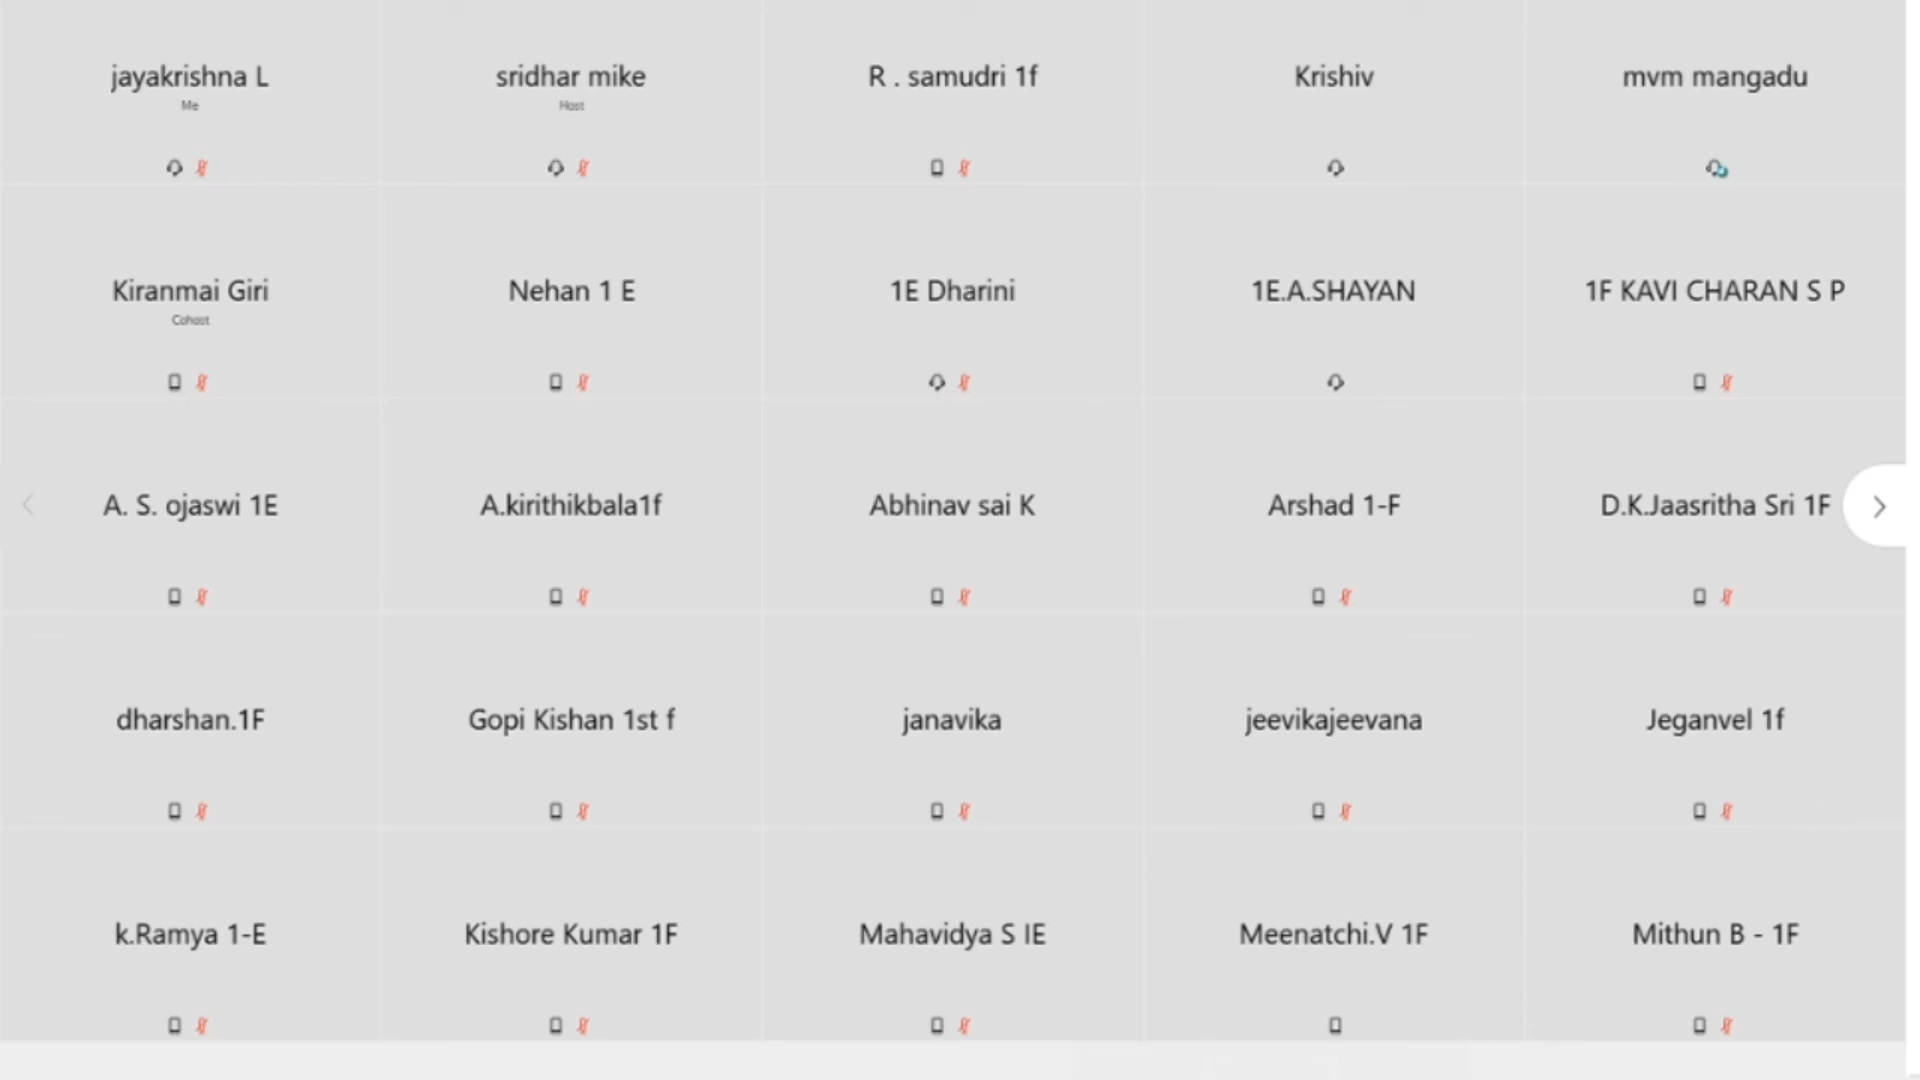 jayakrishna L
Me
sridhar mike
Host
R . samudri 1f
Krishiv
mvm mangadu
Kiranmai Giri
Cohost
Nehan 1 E
1E Dharini
1E.A.SHAYAN
1F KAVI CHARAN S P
A. S. ojaswi 1E
A.kirithikbala1f
Abhinav sai K
Arshad 1-F
D.K.Jaasritha Sri 1F
dharshan.1F
Gopi Kishan 1st f
janavika
jeevikajeevana
Jeganvel 1f
k.Ramya 1-E
Kishore Kumar 1F
Mahavidya S IE
Meenatchi.V 1F
Mithun B - 1F